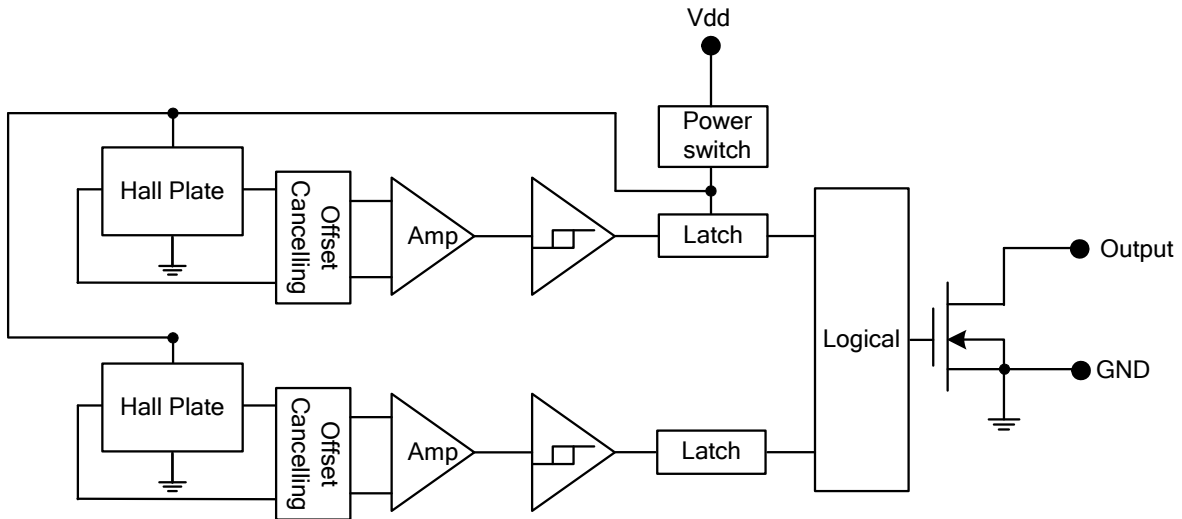 Vdd
Power
switch
Hall Plate
Offset
Cancelling
Amp
Latch
Output
Logical
GND
Hall Plate
Offset
Cancelling
Amp
Latch